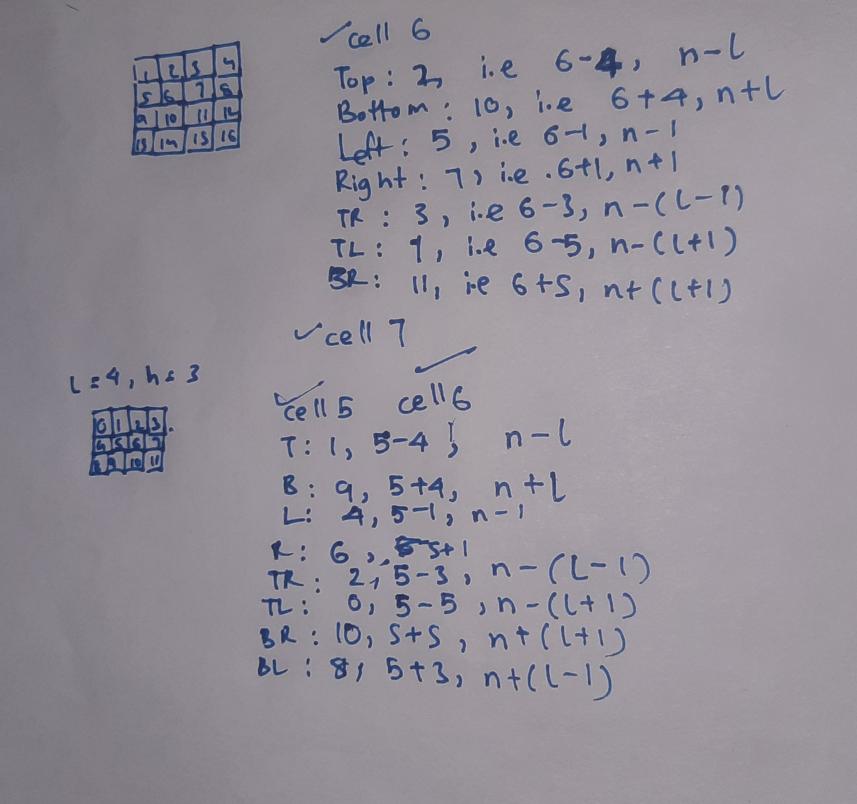 ✓cell 6
1 2 3 4
5 6 7 8
9 10 11 12
13 14 15 16
Top: 2, i.e 6-4, n-l
Bottom: 10, i.e 6+4, n+l
Left: 5, i.e 6-1, n-1
Right: 7, i.e. 6+1, n+1
TR: 3, i.e 6-3, n-(l-1)
TL: 1, i.e 6-5, n-(l+1)
BR: 11, ie 6+5, n+(l+1)
✓cell 7
l=4, h=3
0 1 2 3
4 5 6 7
8 9 10 11
✓cell 5 ✓cell 6
T: 1, 5-4, n-l
B: 9, 5+4, n+l
L: 4, 5-1, n-1
R: 6, 5+1
TR: 2, 5-3, n-(l-1)
TL: 0, 5-5, n-(l+1)
BR: 10, 5+5, n+(l+1)
BL: 8, 5+3, n+(l-1)